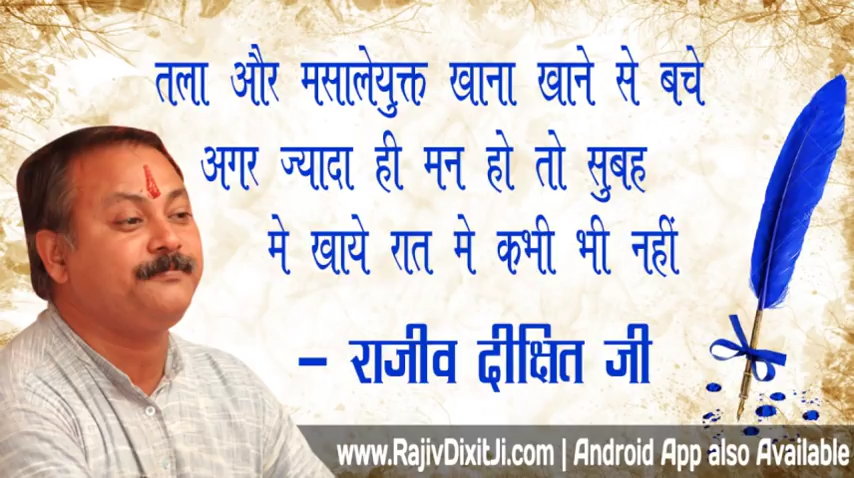 तला और मसालेयुक्त खाना खाने से बचे
अगर ज्यादा ही मन हो तो सुबह
मे खाये रात मे कभी भी नहीं
– राजीव दीक्षित जी
www.RajivDixitJi.com | Android App also Available